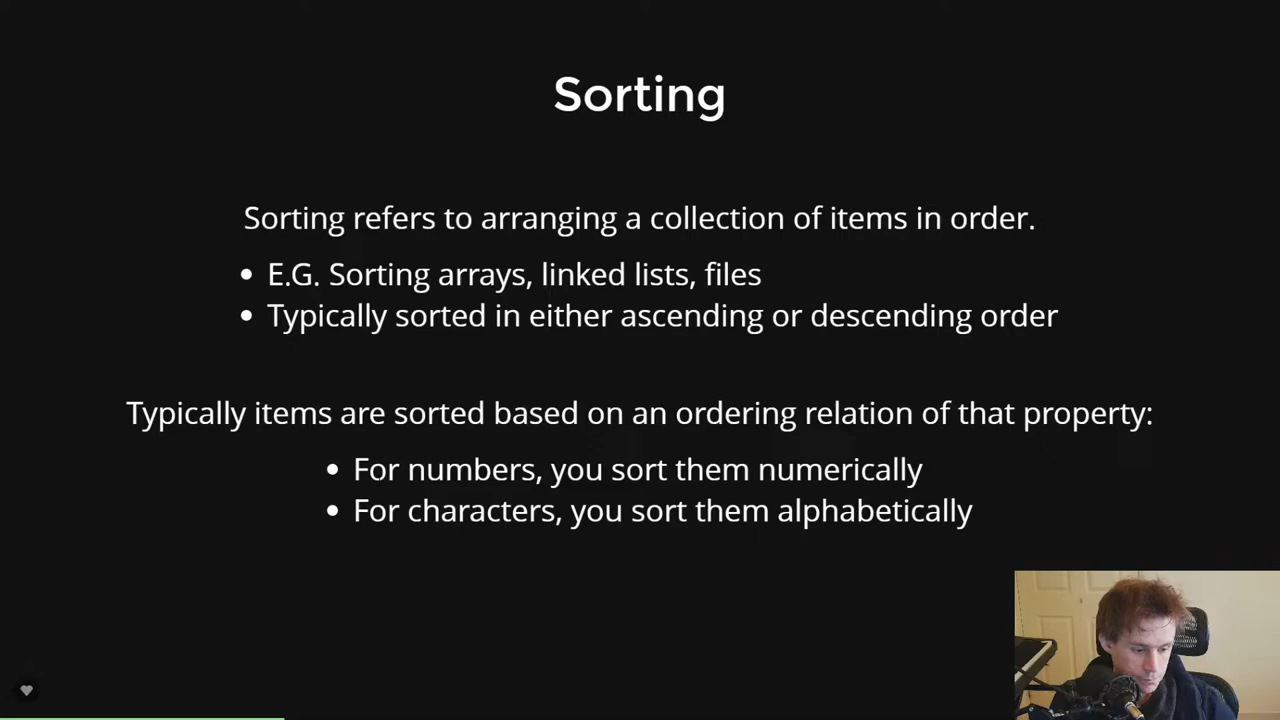 Sorting
Sorting refers to arranging a collection of items in order.
E.G. Sorting arrays, linked lists, files
Typically sorted in either ascending or descending order
Typically items are sorted based on an ordering relation of that property:
For numbers, you sort them numerically
For characters, you sort them alphabetically